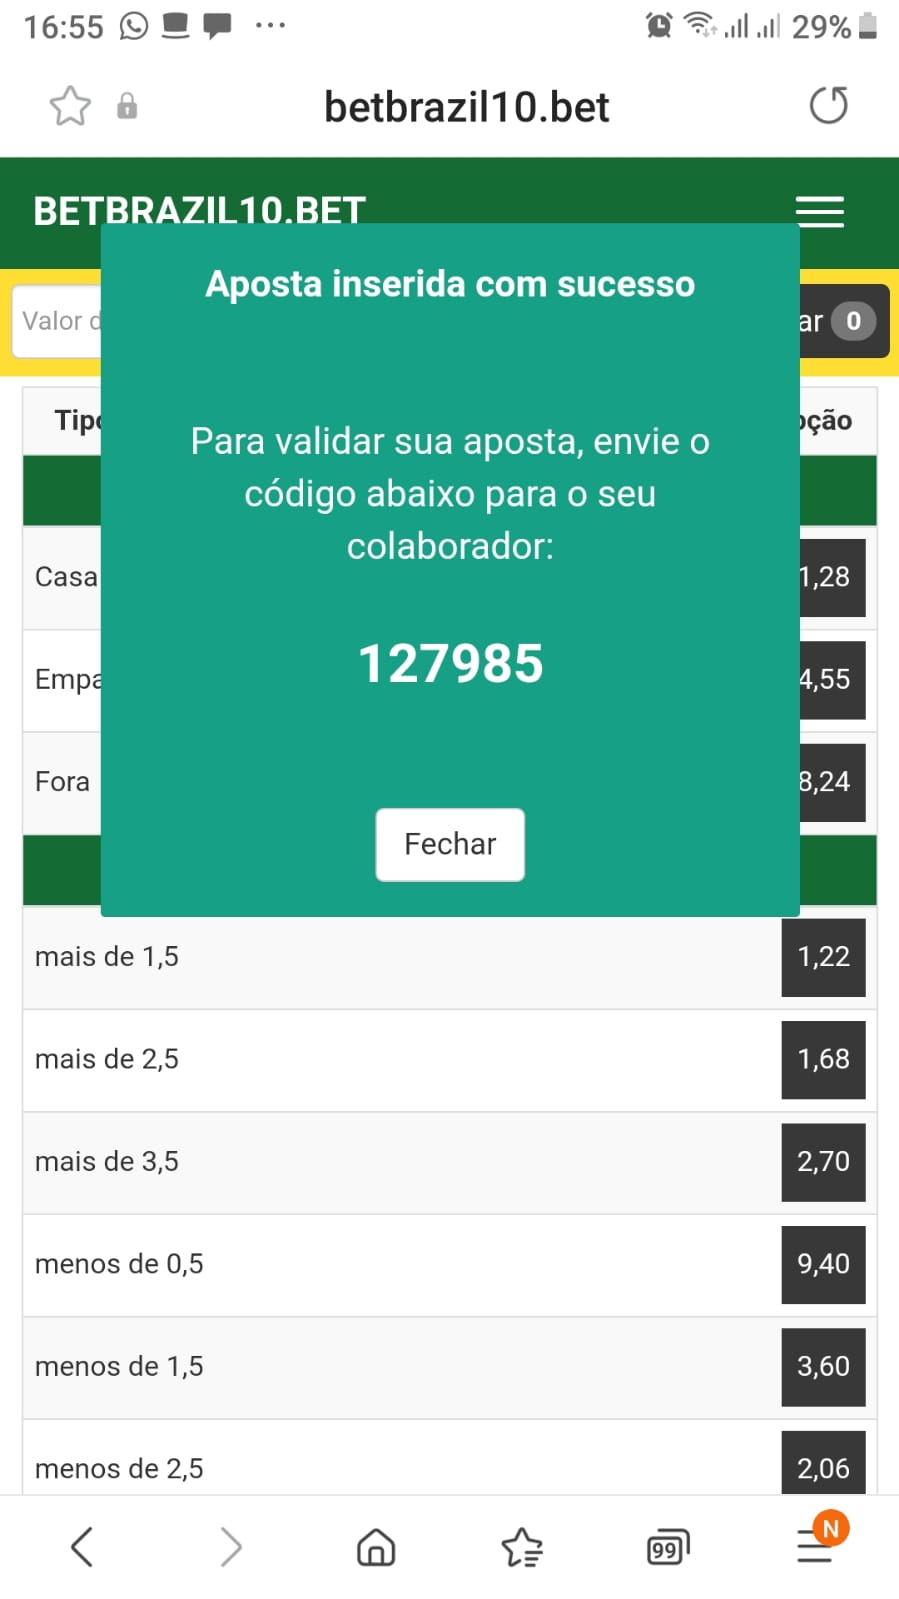 16:55 29%
betbrazil10.bet
BETBRAZIL10.BET
Aposta inserida com sucesso
Valor
ar 0
Para validar sua aposta, envie o
código abaixo para o seu
colaborador:
127985
Fechar
Casa 1,28
4,55
Fora 8,24
mais de 1,5 1,22
mais de 2,5 1,68
mais de 3,5 2,70
menos de 0,5 9,40
menos de 1,5 3,60
menos de 2,5 2,06
99
N